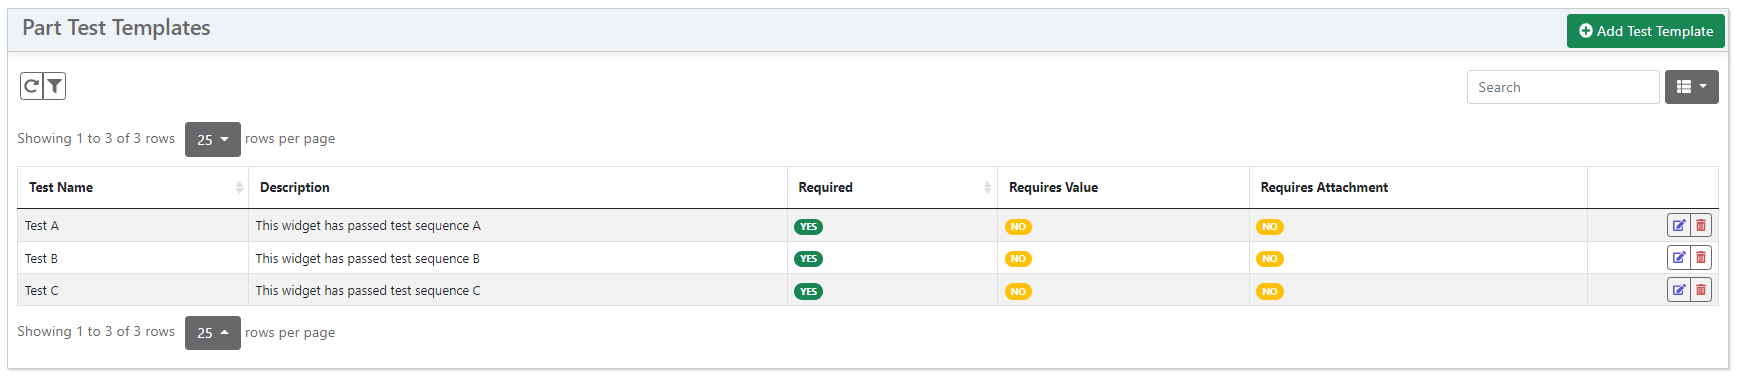 Part Test Templates
Add Test Template
Search
Showing 1 to 3 of 3 rows 25 rows per page
Test Name Description Required Requires Value Requires Attachment
Test A This widget has passed test sequence A YES NO NO
Test B This widget has passed test sequence B YES NO NO
Test C This widget has passed test sequence C YES NO NO
Showing 1 to 3 of 3 rows 25 rows per page